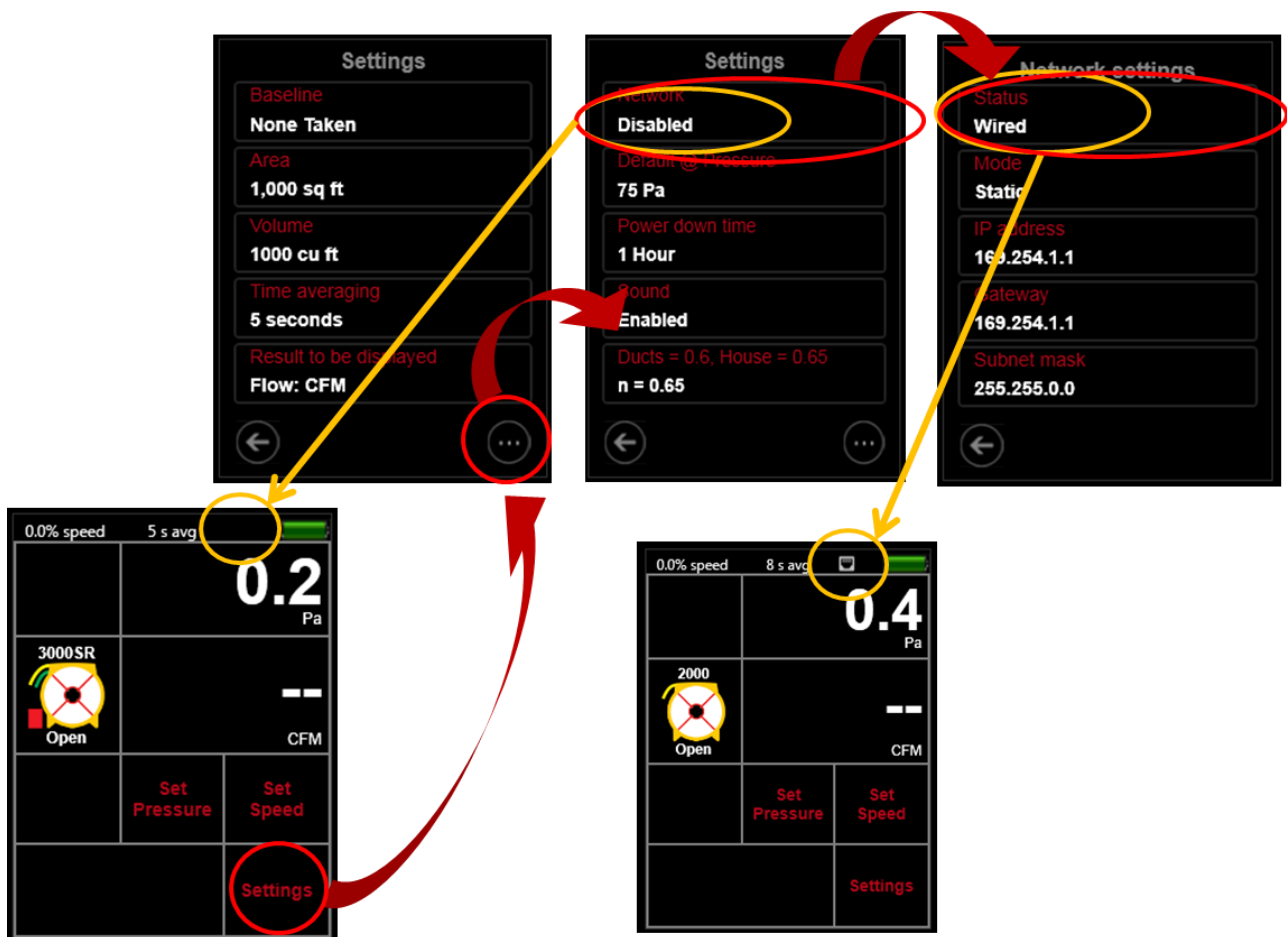 Settings
Baseline
None Taken
Area
1,000 sq ft
Volume
1000 cu ft
Time averaging
5 seconds
Result to be displayed
Flow: CFM
Settings
Network
Disabled
Default @ Pressure
75 Pa
Power down time
1 Hour
Sound
Enabled
Ducts = 0.6, House = 0.65
n = 0.65
Network settings
Status
Wired
Mode
Static
IP address
169.254.1.1
Gateway
169.254.1.1
Subnet mask
255.255.0.0
0.0% speed 5 s avg
0.2
Pa
3000SR
Open
--
CFM
Set
Pressure
Set
Speed
Settings
0.0% speed 8 s avg
0.4
Pa
2000
Open
--
CFM
Set
Pressure
Set
Speed
Settings